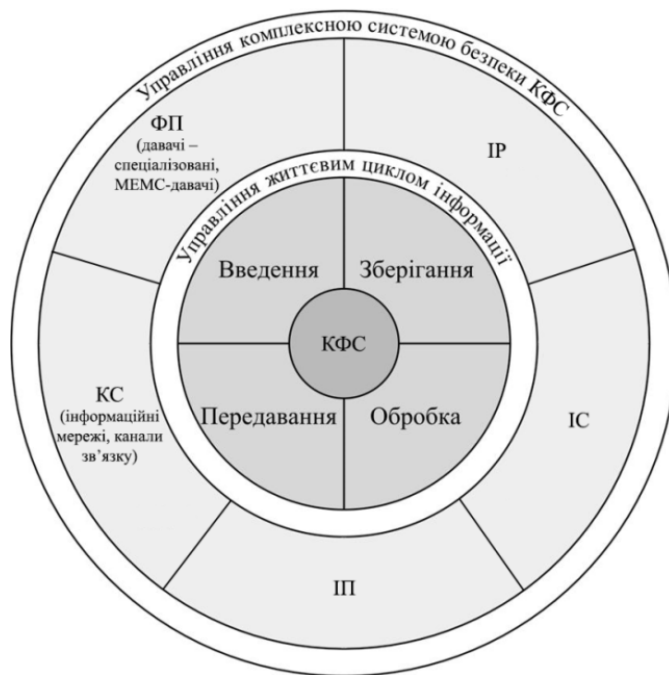 Управління комплексною системою безпеки КФС
ФП
(давачі –
спеціалізовані,
МЕМС-давачі)
ІР
Управління життєвим циклом інформації
Введення
Зберігання
КФС
КС
(інформаційні
мережі, канали
зв’язку)
Передавання
Обробка
ІС
ІП